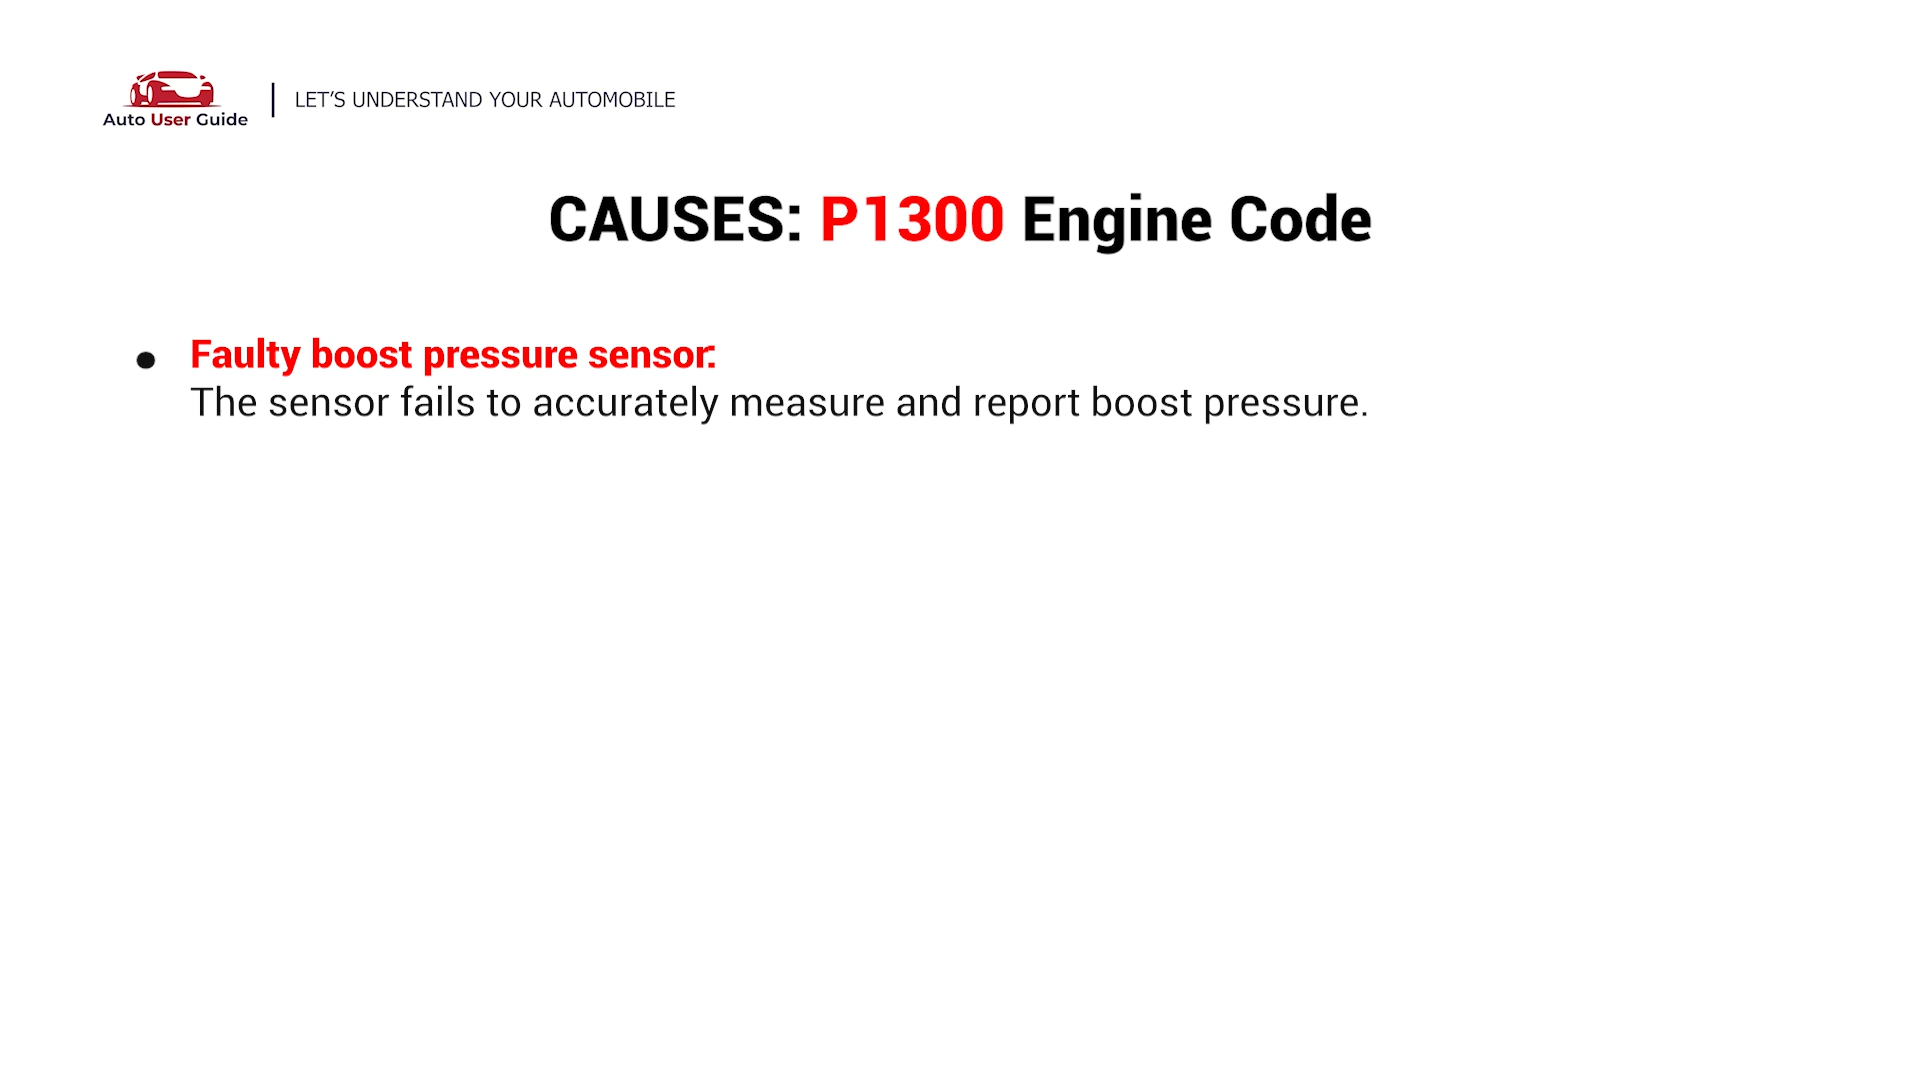 Auto User Guide
LET'S UNDERSTAND YOUR AUTOMOBILE
CAUSES: P1300 Engine Code
● Faulty boost pressure sensor:
The sensor fails to accurately measure and report boost pressure.